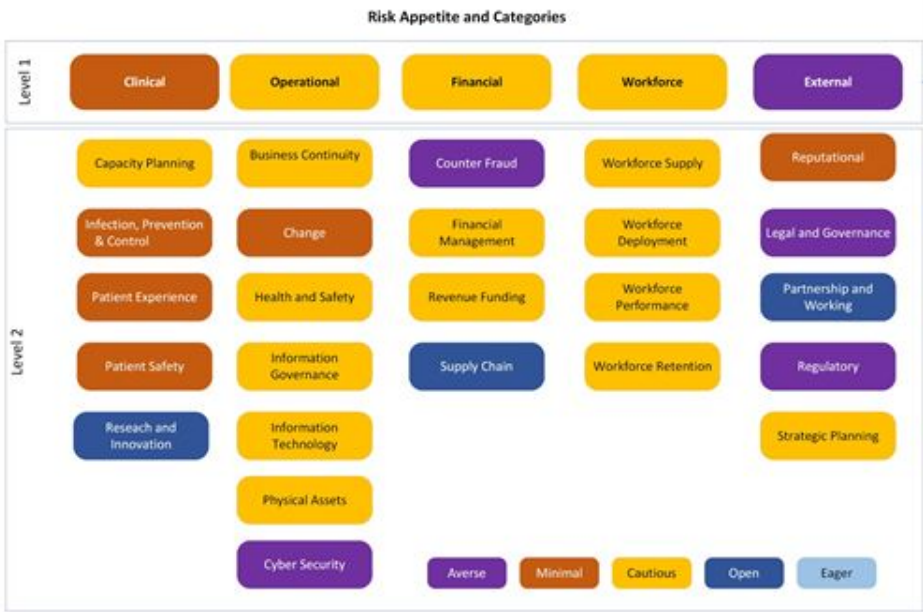 Risk Appetite and Categories
Level 1
Clinical
Operational
Financial
Workforce
External
Level 2
Capacity Planning
Business Continuity
Counter Fraud
Workforce Supply
Reputational
Infection, Prevention
& Control
Change
Financial
Management
Workforce
Deployment
Legal and Governance
Patient Experience
Health and Safety
Revenue Funding
Workforce
Performance
Partnership and
Working
Patient Safety
Information
Governance
Supply Chain
Workforce Retention
Regulatory
Reseach and
Innovation
Information
Technology
Strategic Planning
Physical Assets
Cyber Security
Averse
Minimal
Cautious
Open
Eager